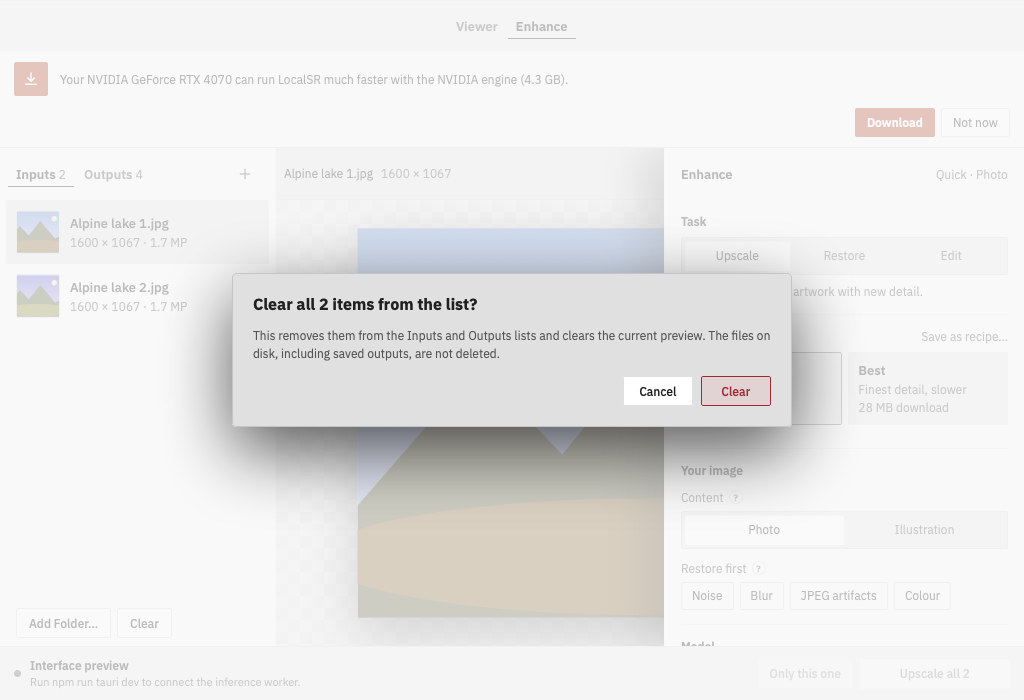 Viewer Enhance
Your NVIDIA GeForce RTX 4070 can run LocalSR much faster with the NVIDIA engine (4.3 GB).
Download Not now
Inputs 2 Outputs 4 +
Alpine lake 1.jpg
1600 × 1067 · 1.7 MP
Alpine lake 2.jpg
1600 × 1067 · 1.7 MP
Add Folder... Clear
Alpine lake 1.jpg 1600 × 1067
Clear all 2 items from the list?
This removes them from the Inputs and Outputs lists and clears the current preview. The files on
disk, including saved outputs, are not deleted.
Cancel Clear
Enhance Quick · Photo
Task
Upscale Restore Edit
artwork with new detail.
Save as recipe...
Best
Finest detail, slower
28 MB download
Your image
Content ?
Photo Illustration
Restore first ?
Noise Blur JPEG artifacts Colour
Model
Interface preview
Run npm run tauri dev to connect the inference worker.
Only this one Upscale all 2